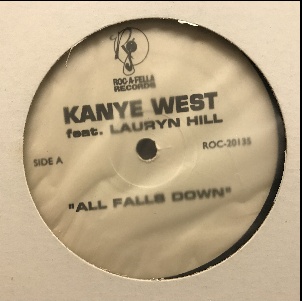 ROC-A-FELLA
RECORDS
KANYE WEST
feat. LAURYN HILL
SIDE A
ROC-20135
"ALL FALLS DOWN"